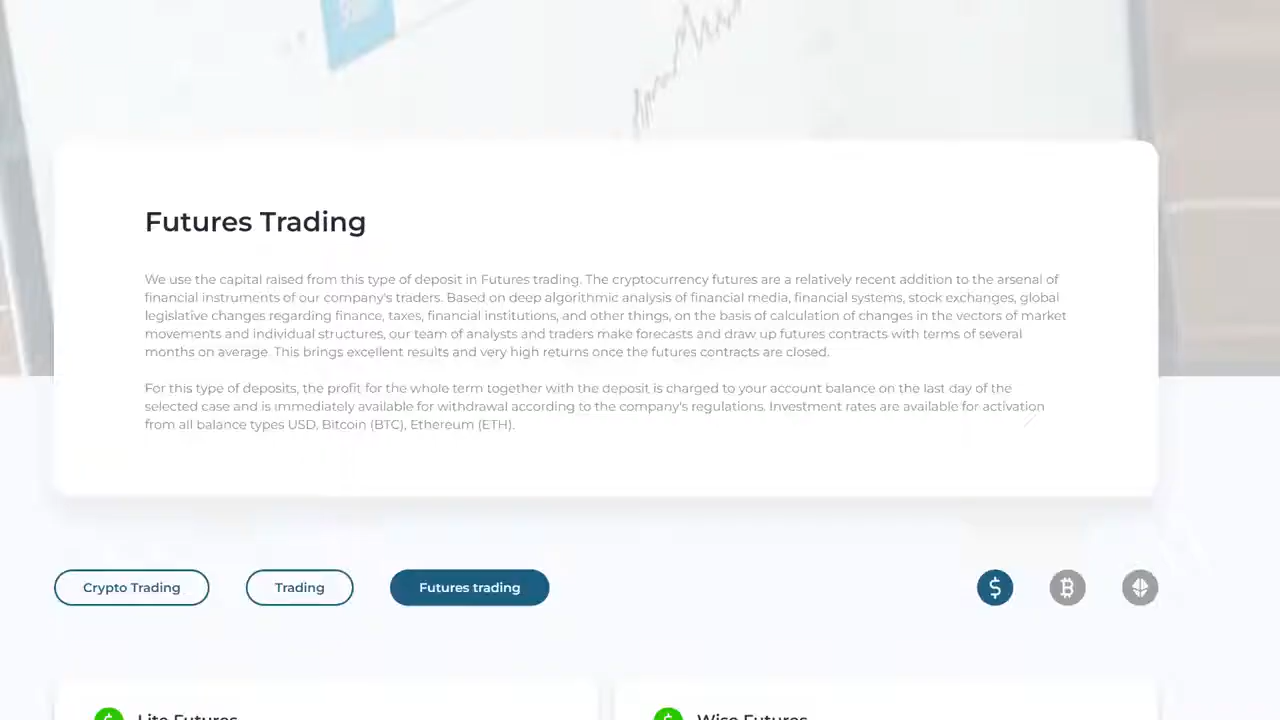 Futures Trading
We use the capital raised from this type of deposit in Futures trading. The cryptocurrency futures are a relatively recent addition to the arsenal of
financial instruments of our company's traders. Based on deep algorithmic analysis of financial media, financial systems, stock exchanges, global
legislative changes regarding finance, taxes, financial institutions, and other things, on the basis of calculation of changes in the vectors of market
movements and individual structures, our team of analysts and traders make forecasts and draw up futures contracts with terms of several
months on average. This brings excellent results and very high returns once the futures contracts are closed.
For this type of deposits, the profit for the whole term together with the deposit is charged to your account balance on the last day of the
selected case and is immediately available for withdrawal according to the company's regulations. Investment rates are available for activation
from all balance types USD, Bitcoin (BTC), Ethereum (ETH).
Crypto Trading
Trading
Futures trading
Lite Futures
Wise Futures